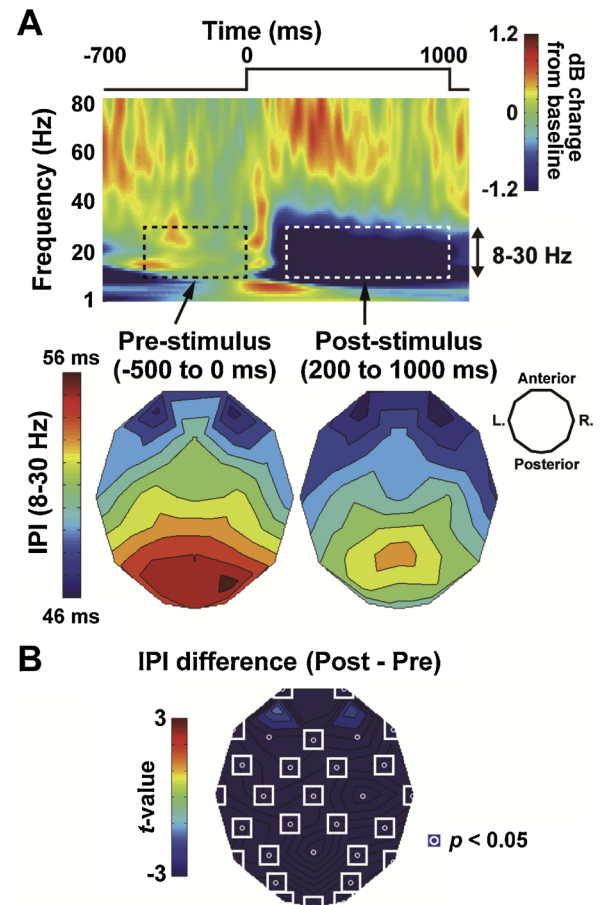 A
Time (ms)
-700 0 1000
1.2
0
-1.2
dB change
from baseline
80
60
40
20
1
Frequency (Hz)
8-30 Hz
Pre-stimulus
(-500 to 0 ms)
Post-stimulus
(200 to 1000 ms)
56 ms
46 ms
IPI (8-30 Hz)
Anterior
L. R.
Posterior
B
IPI difference (Post - Pre)
3
-3
t-value
p < 0.05